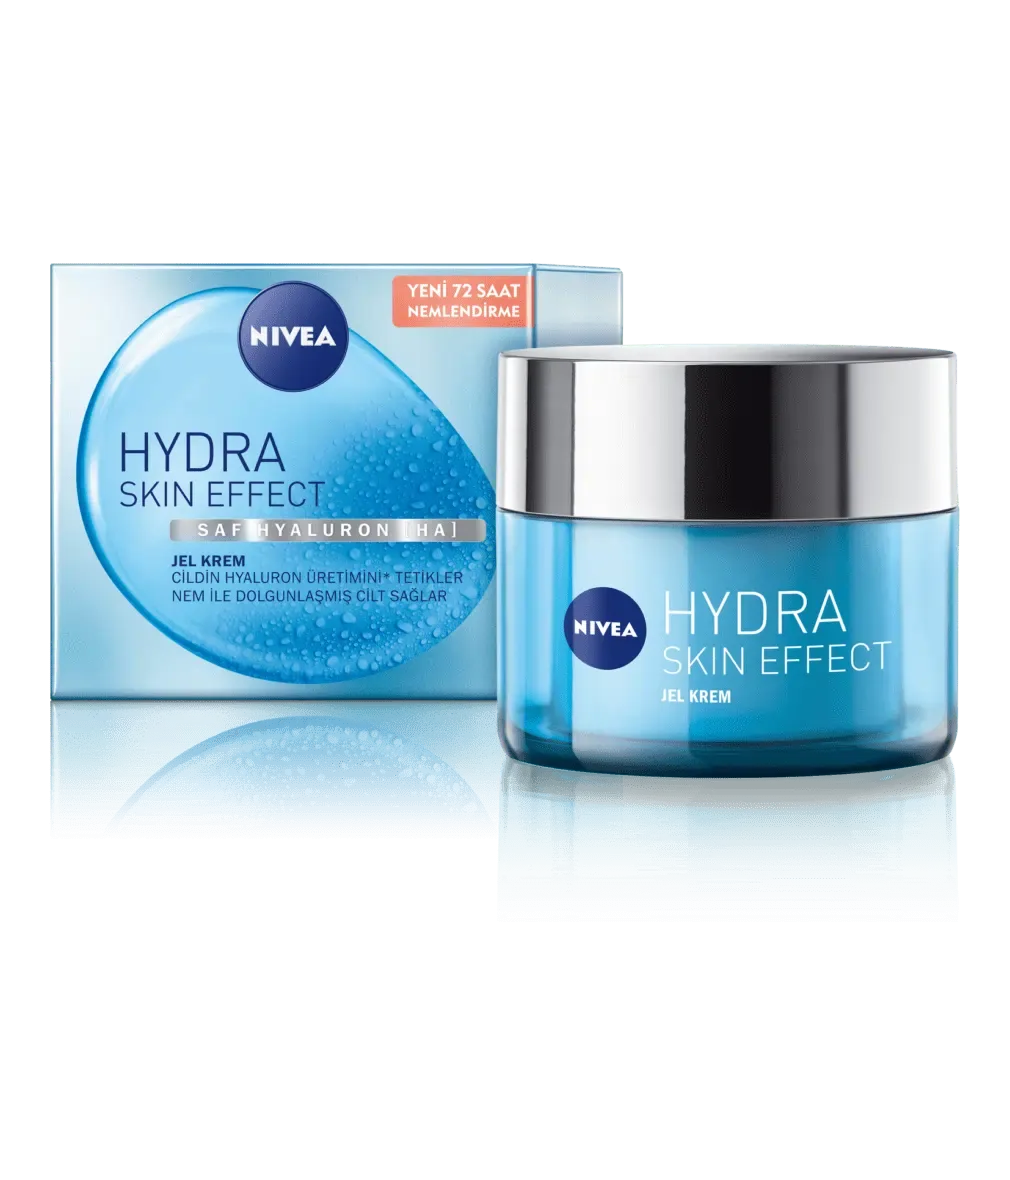 YENİ 72 SAAT
NEMLENDİRME
NIVEA
HYDRA
SKIN EFFECT
SAF HYALURON [HA]
JEL KREM
CİLDİN HYALURON ÜRETİMİNİ* TETİKLER
NEM İLE DOLGUNLAŞMIŞ CİLT SAĞLAR
NIVEA
HYDRA
SKIN EFFECT
JEL KREM